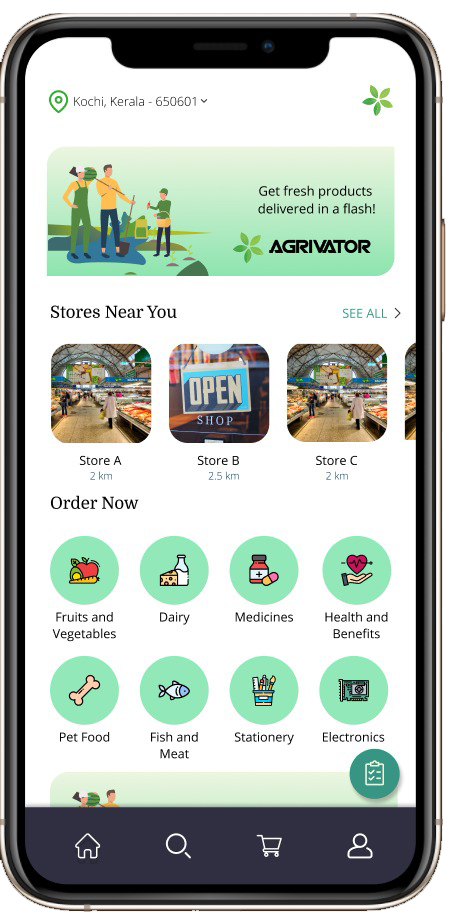 Kochi, Kerala - 650601
Get fresh products
delivered in a flash!
AGRIVATOR
Stores Near You
SEE ALL
OPEN
SHOP
Store A
Store B
Store C
2 km
2.5 km
2 km
Order Now
Fruits and
Vegetables
Dairy
Medicines
Health and
Benefits
Pet Food
Fish and
Meat
Stationery
Electronics